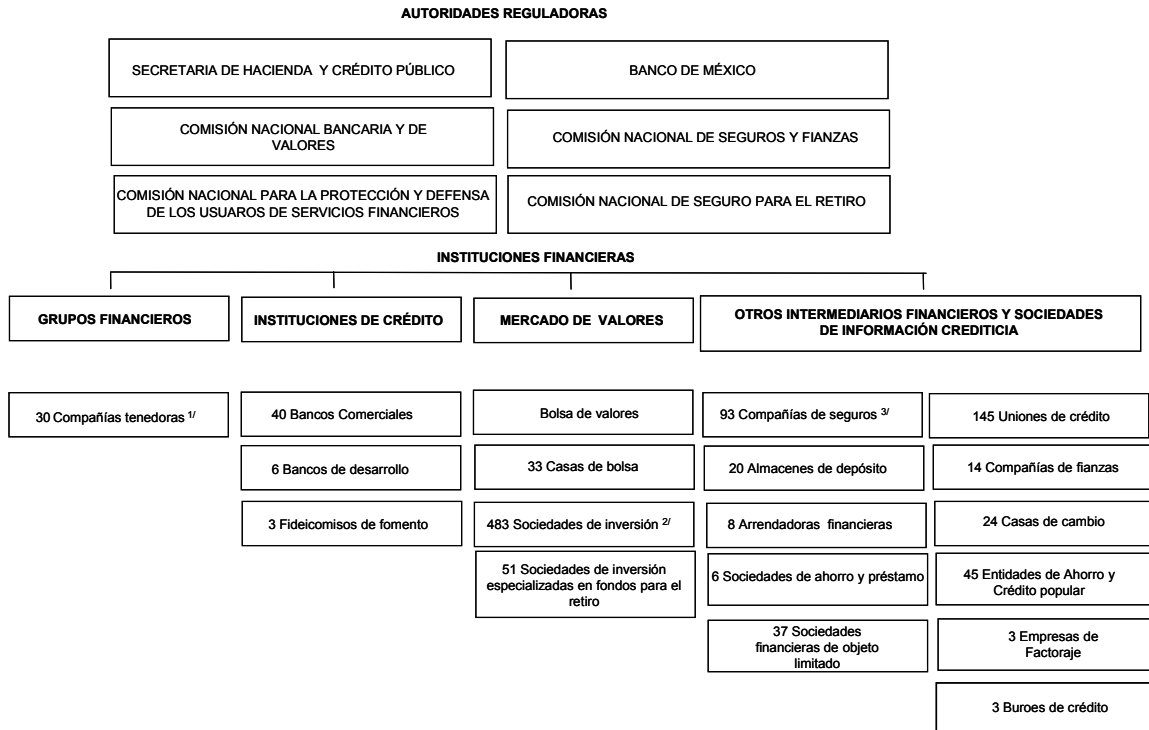 AUTORIDADES REGULADORAS
SECRETARIA DE HACIENDA Y CRÉDITO PÚBLICO
BANCO DE MÉXICO
COMISIÓN NACIONAL BANCARIA Y DE
VALORES
COMISIÓN NACIONAL DE SEGUROS Y FIANZAS
COMISIÓN NACIONAL PARA LA PROTECCIÓN Y DEFENSA
DE LOS USUAROS DE SERVICIOS FINANCIEROS
COMISIÓN NACIONAL DE SEGURO PARA EL RETIRO
INSTITUCIONES FINANCIERAS
GRUPOS FINANCIEROS
INSTITUCIONES DE CRÉDITO
MERCADO DE VALORES
OTROS INTERMEDIARIOS FINANCIEROS Y SOCIEDADES
DE INFORMACIÓN CREDITICIA
30 Compañías tenedoras 1/
40 Bancos Comerciales
6 Bancos de desarrollo
3 Fideicomisos de fomento
Bolsa de valores
33 Casas de bolsa
483 Sociedades de inversión 2/
51 Sociedades de inversión
especializadas en fondos para el
retiro
93 Compañías de seguros 3/
20 Almacenes de depósito
8 Arrendadoras financieras
6 Sociedades de ahorro y préstamo
37 Sociedades
financieras de objeto
limitado
145 Uniones de crédito
14 Compañías de fianzas
24 Casas de cambio
45 Entidades de Ahorro y
Crédito popular
3 Empresas de
Factoraje
3 Buroes de crédito